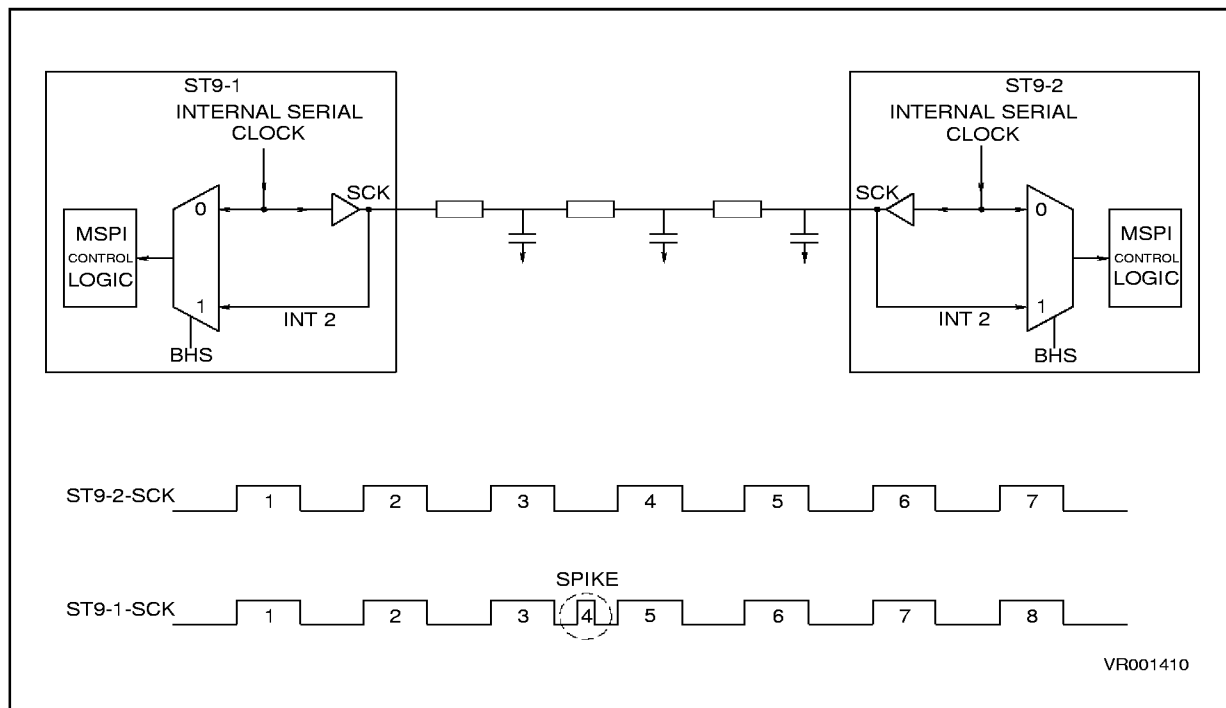 ST9-1
INTERNAL SERIAL
CLOCK
SCK
0
MSPI
CONTROL
LOGIC
1
INT 2
BHS
ST9-2
INTERNAL SERIAL
CLOCK
SCK
0
MSPI
CONTROL
LOGIC
1
INT 2
BHS
ST9-2-SCK 1 2 3 4 5 6 7
SPIKE
ST9-1-SCK 1 2 3 4 5 6 7 8
VR001410